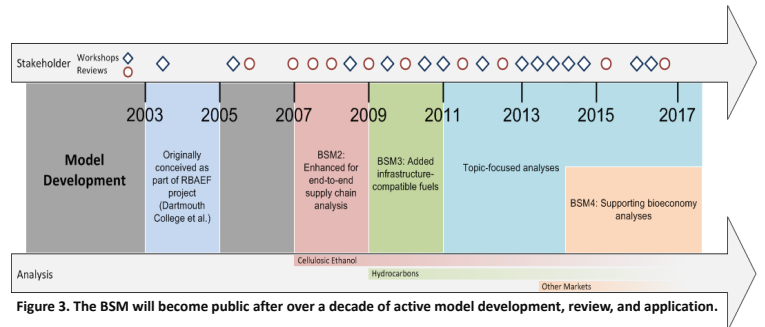 Stakeholder
Workshops
Reviews
2003 2005 2007 2009 2011 2013 2015 2017
Model
Development
Originally
conceived as
part of RBAEF
project
(Dartmouth
College et al.)
BSM2:
Enhanced for
end-to-end
supply chain
analysis
BSM3: Added
infrastructure-
compatible fuels
Topic-focused analyses
BSM4: Supporting bioeconomy
analyses
Analysis
Cellulosic Ethanol
Hydrocarbons
Other Markets
Figure 3. The BSM will become public after over a decade of active model development, review, and application.